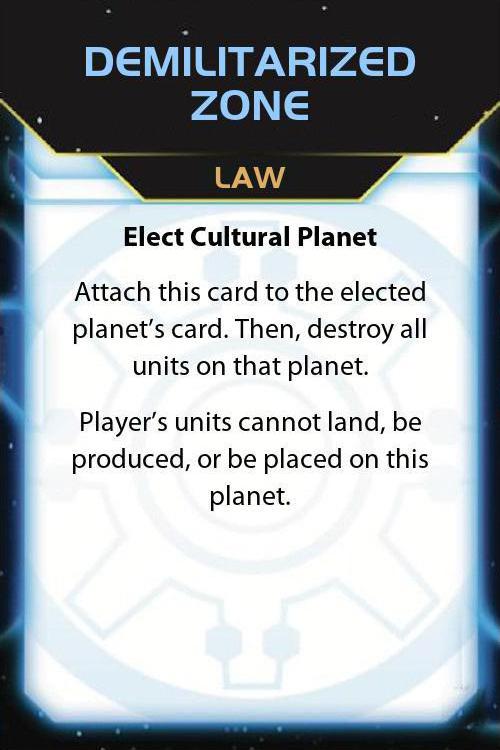 DEMILITARIZED
ZONE
LAW
Elect Cultural Planet
Attach this card to the elected
planet’s card. Then, destroy all
units on that planet.
Player’s units cannot land, be
produced, or be placed on this
planet.